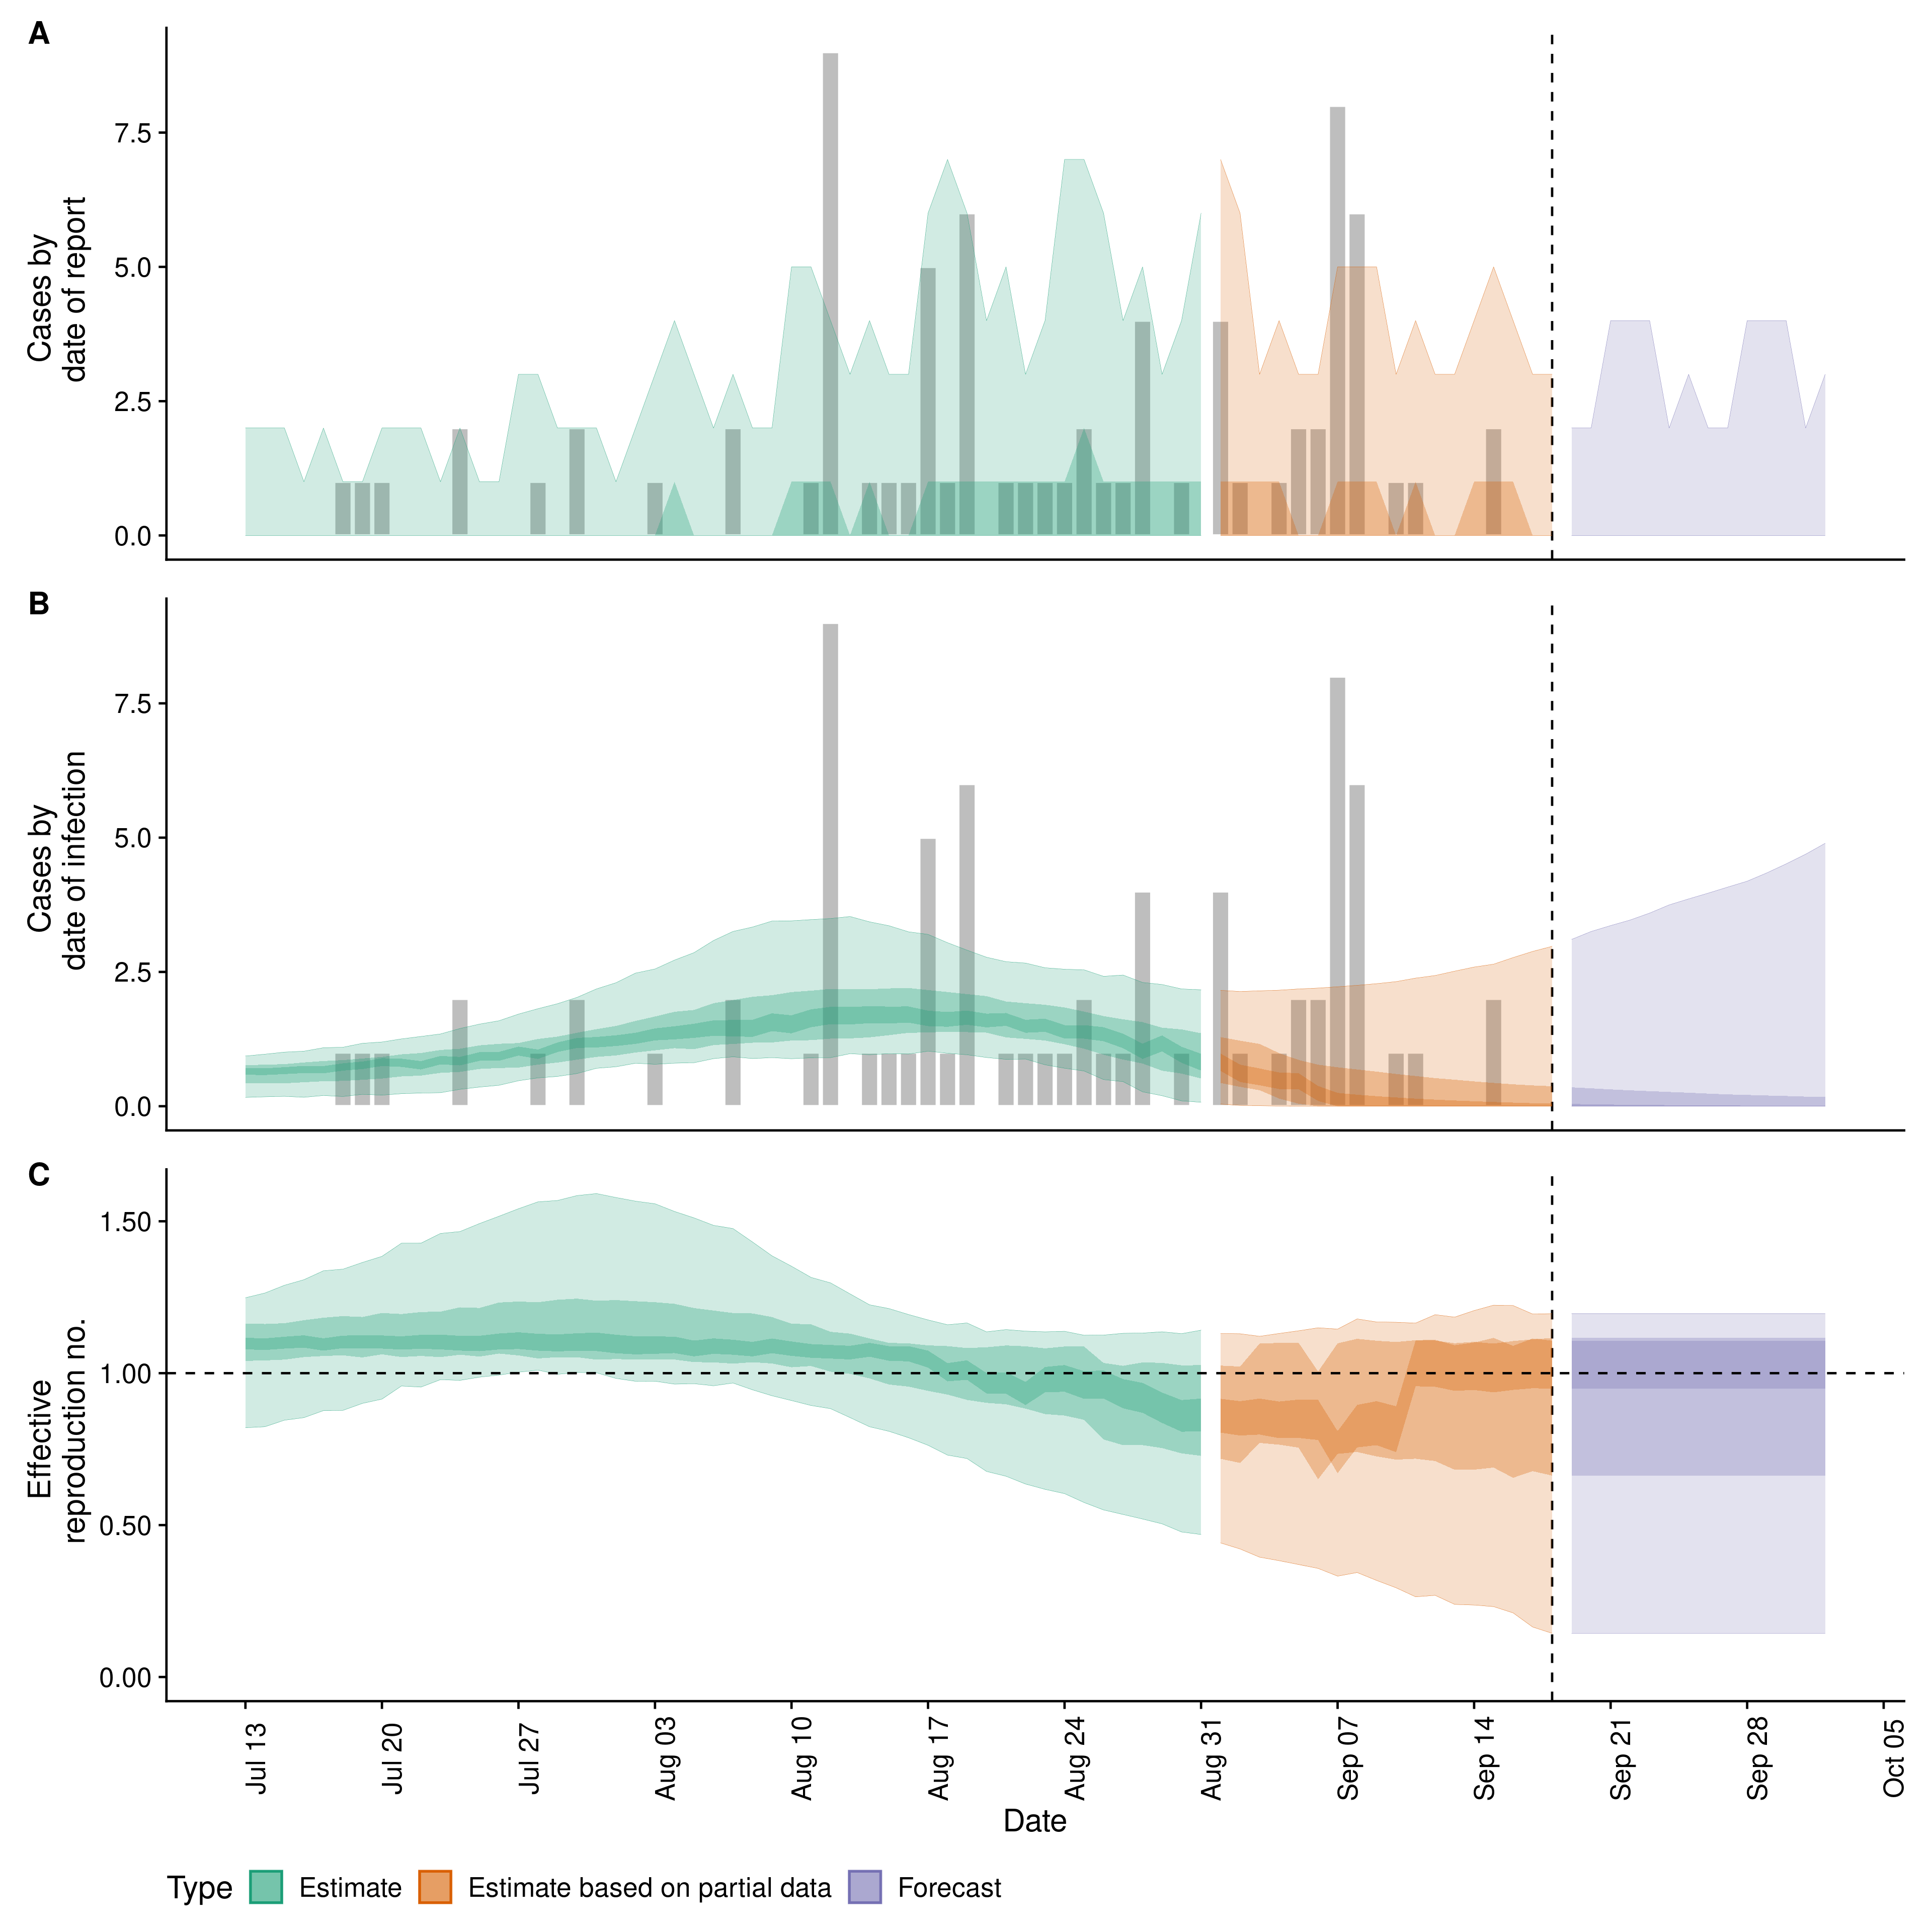 A
Cases by
date of report
7.5
5.0
2.5
0.0
B
Cases by
date of infection
7.5
5.0
2.5
0.0
C
Effective
reproduction no.
1.50
1.00
0.50
0.00
Jul 13
Jul 20
Jul 27
Aug 03
Aug 10
Aug 17
Aug 24
Aug 31
Sep 07
Sep 14
Sep 21
Sep 28
Oct 05
Date
Type Estimate Estimate based on partial data Forecast